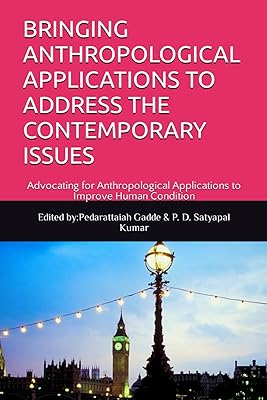 BRINGING
ANTHROPOLOGICAL
APPLICATIONS TO
ADDRESS THE
CONTEMPORARY
ISSUES
Advocating for Anthropological Applications to
Improve Human Condition
Edited by:Pedarattaiah Gadde & P. D. Satyapal
Kumar